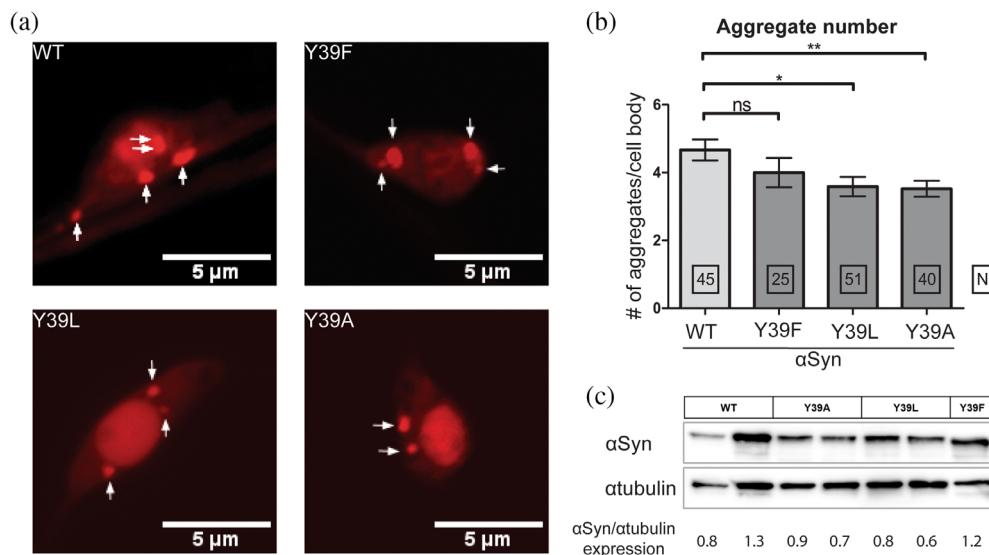 (a)
WT
5 µm
Y39F
5 µm
Y39L
5 µm
Y39A
5 µm
(b)
Aggregate number
**
*
ns
# of aggregates/cell body
6
4
2
0
45
25
51
40
N
WT Y39F Y39L Y39A
αSyn
(c)
WT Y39A Y39L Y39F
αSyn
αtubulin
αSyn/αtubulin
expression
0.8 1.3 0.9 0.7 0.8 0.6 1.2